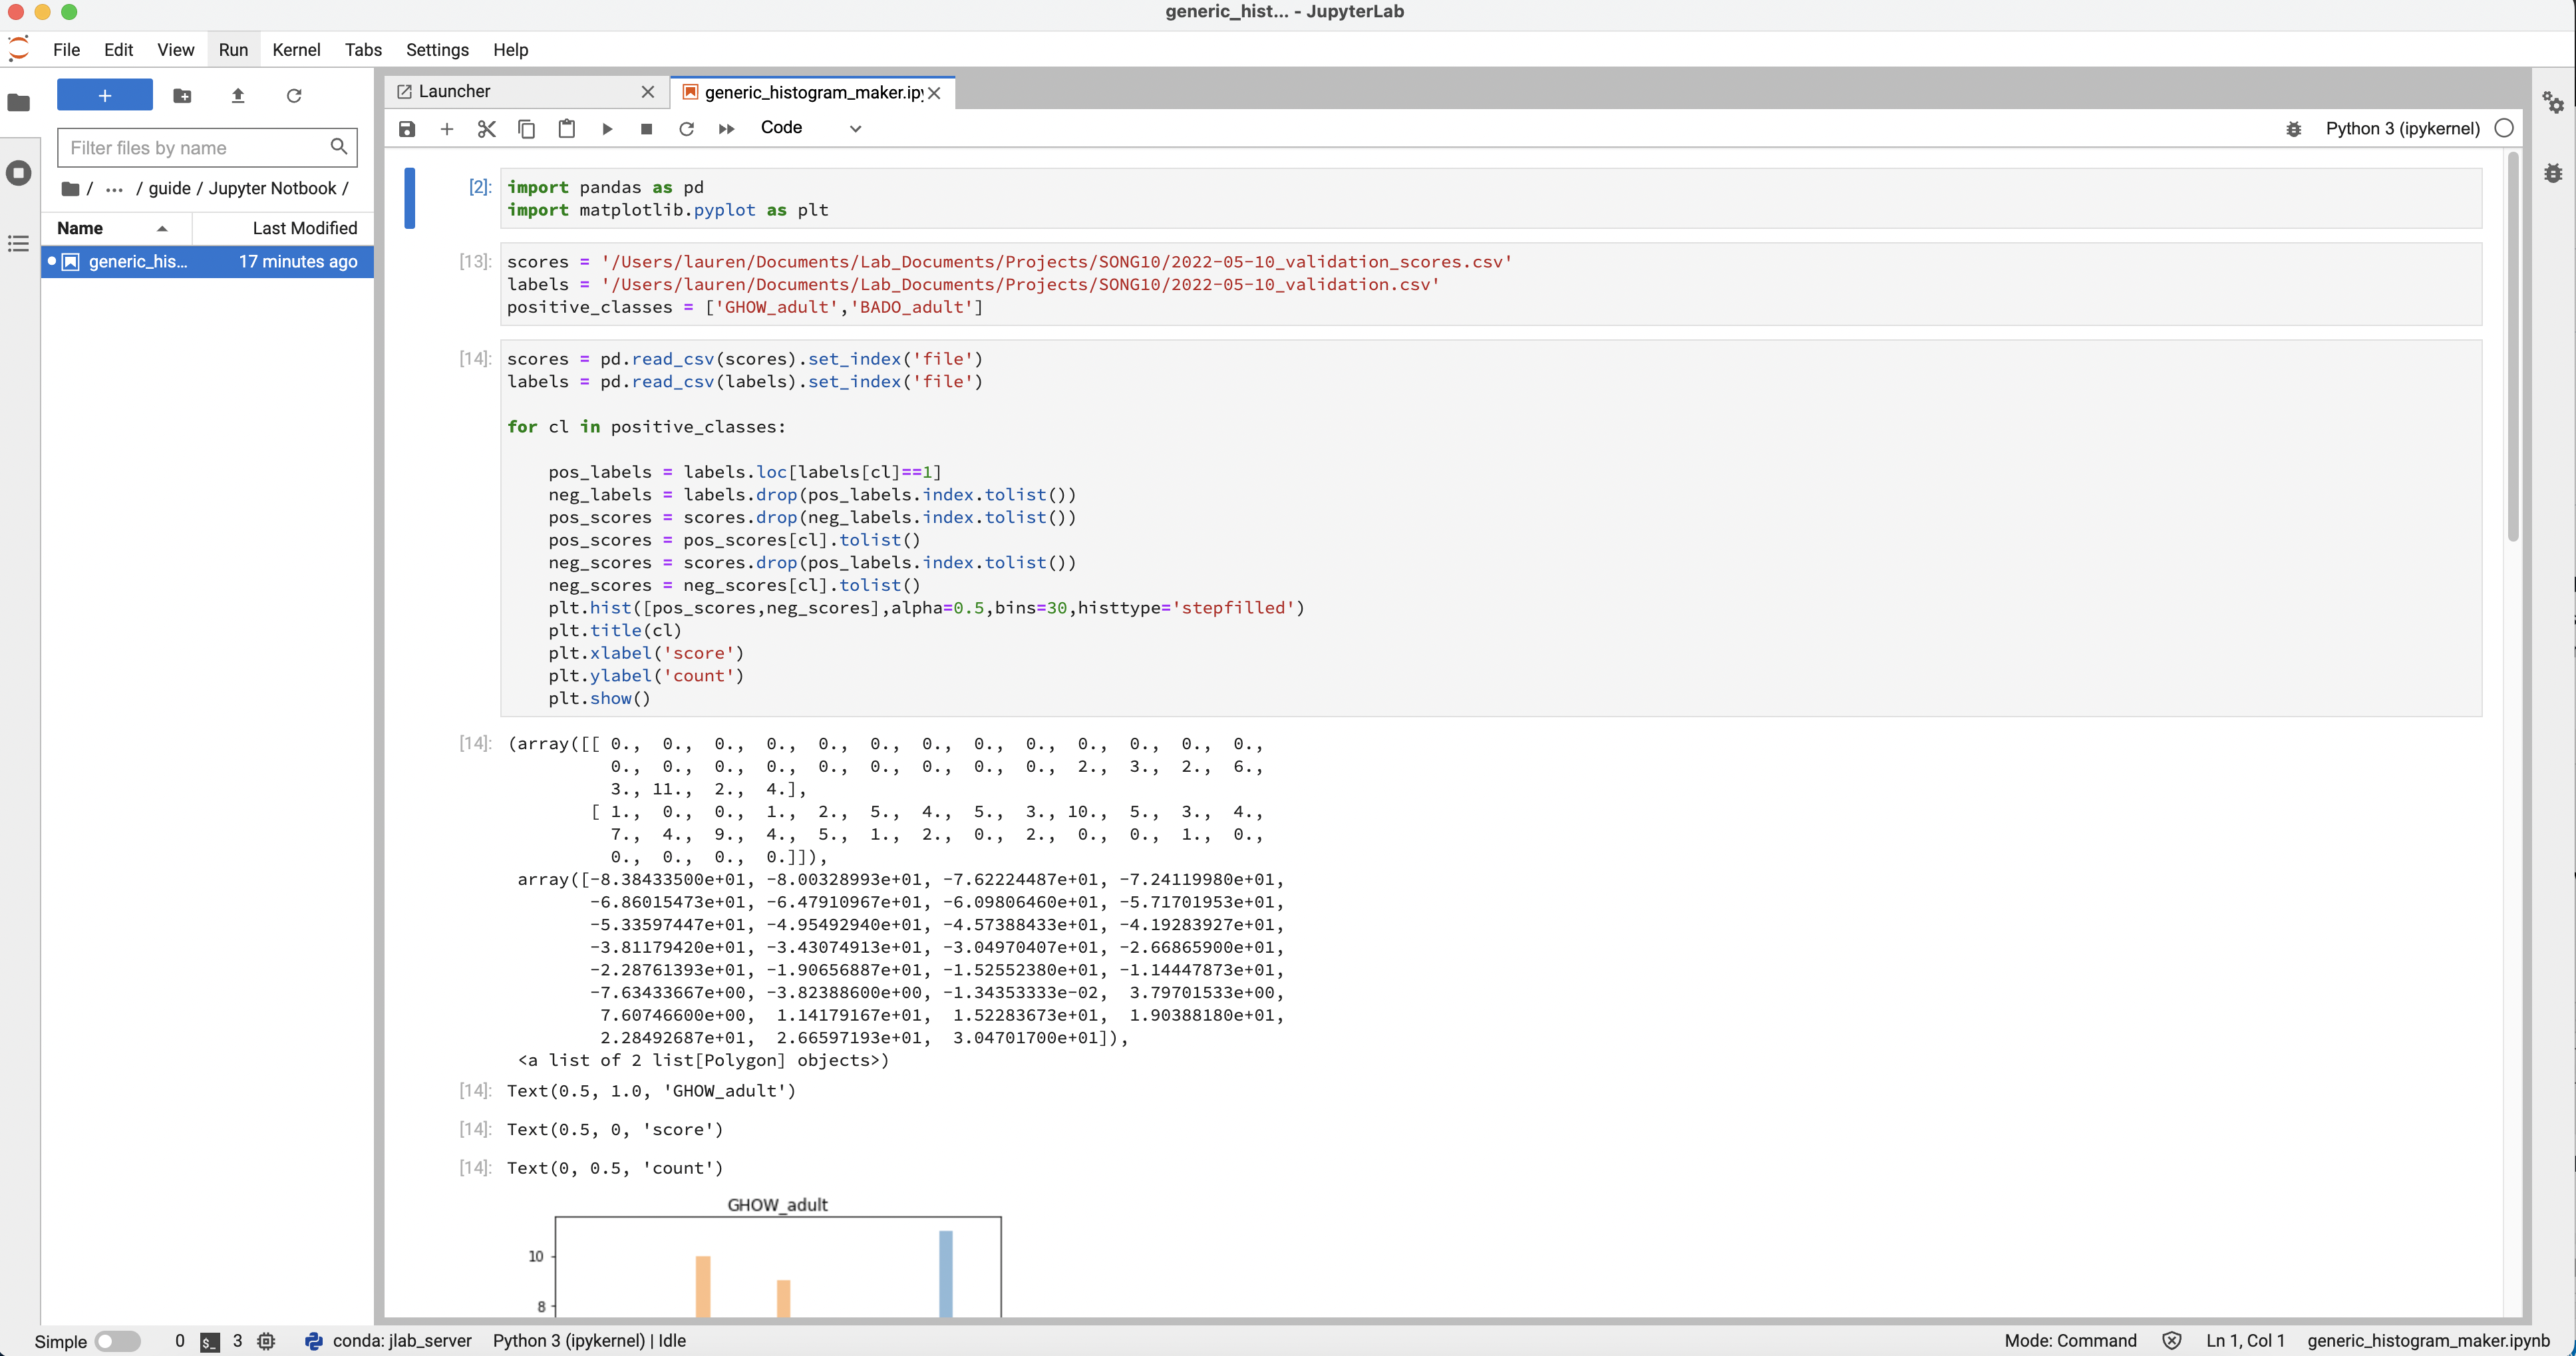 generic_hist... - JupyterLab
File Edit View Run Kernel Tabs Settings Help
+
Filter files by name
/ ... / guide / Jupyter Notbook /
Name Last Modified
generic_his... 17 minutes ago
Launcher
generic_histogram_maker.ipy
Code
Python 3 (ipykernel)
[2]: import pandas as pd
import matplotlib.pyplot as plt
[13]: scores = '/Users/lauren/Documents/Lab_Documents/Projects/SONG10/2022-05-10_validation_scores.csv'
labels = '/Users/lauren/Documents/Lab_Documents/Projects/SONG10/2022-05-10_validation.csv'
positive_classes = ['GHOW_adult','BADO_adult']
[14]: scores = pd.read_csv(scores).set_index('file')
labels = pd.read_csv(labels).set_index('file')
for cl in positive_classes:
pos_labels = labels.loc[labels[cl]==1]
neg_labels = labels.drop(pos_labels.index.tolist())
pos_scores = scores.drop(neg_labels.index.tolist())
pos_scores = pos_scores[cl].tolist()
neg_scores = scores.drop(pos_labels.index.tolist())
neg_scores = neg_scores[cl].tolist()
plt.hist([pos_scores,neg_scores],alpha=0.5,bins=30,histtype='stepfilled')
plt.title(cl)
plt.xlabel('score')
plt.ylabel('count')
plt.show()
[14]: (array([[ 0., 0., 0., 0., 0., 0., 0., 0., 0., 0., 0., 0., 0.,
0., 0., 0., 0., 0., 0., 0., 0., 0., 2., 3., 2., 6.,
3., 11., 2., 4.],
[ 1., 0., 0., 1., 2., 5., 4., 5., 3., 10., 5., 3., 4.,
7., 4., 9., 4., 5., 1., 2., 0., 2., 0., 0., 1., 0.,
0., 0., 0., 0.]]),
array([-8.38433500e+01, -8.00328993e+01, -7.62224487e+01, -7.24119980e+01,
-6.86015473e+01, -6.47910967e+01, -6.09806460e+01, -5.71701953e+01,
-5.33597447e+01, -4.95492940e+01, -4.57388433e+01, -4.19283927e+01,
-3.81179420e+01, -3.43074913e+01, -3.04970407e+01, -2.66865900e+01,
-2.28761393e+01, -1.90656887e+01, -1.52552380e+01, -1.14447873e+01,
-7.63433667e+00, -3.82388600e+00, -1.34353333e-02, 3.79701533e+00,
7.60746600e+00, 1.14179167e+01, 1.52283673e+01, 1.90388180e+01,
2.28492687e+01, 2.66597193e+01, 3.04701700e+01]),
<a list of 2 list[Polygon] objects>)
[14]: Text(0.5, 1.0, 'GHOW_adult')
[14]: Text(0.5, 0, 'score')
[14]: Text(0, 0.5, 'count')
GHOW_adult
10
8
Simple 0 $_ 3 conda: jlab_server Python 3 (ipykernel) | Idle Mode: Command Ln 1, Col 1 generic_histogram_maker.ipynb